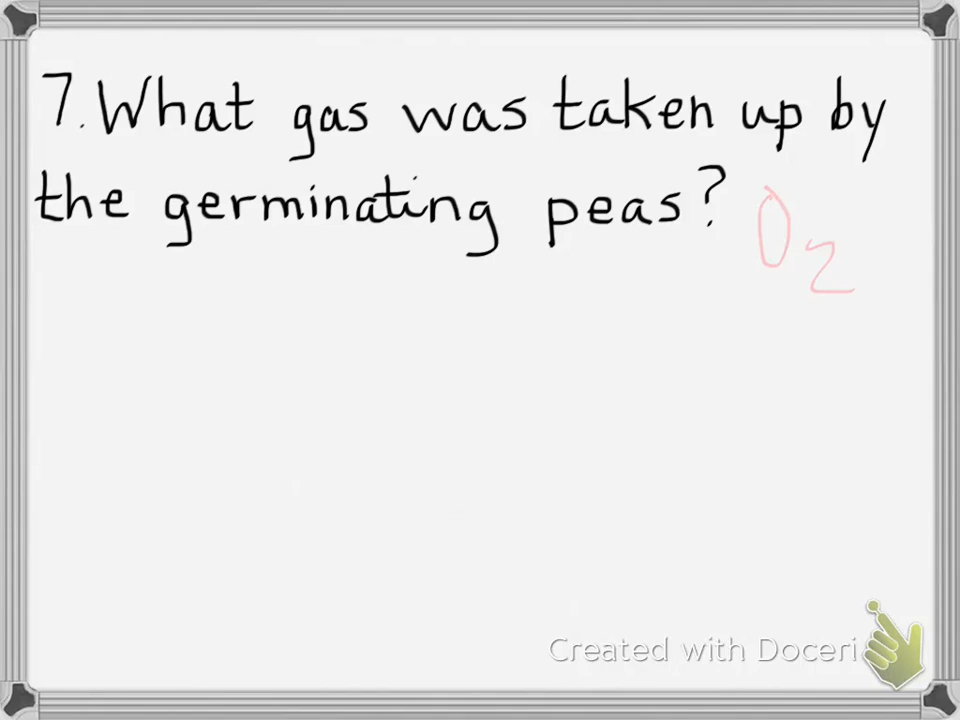 7. What gas was taken up by
the germinating peas? O2
Created with Doceri